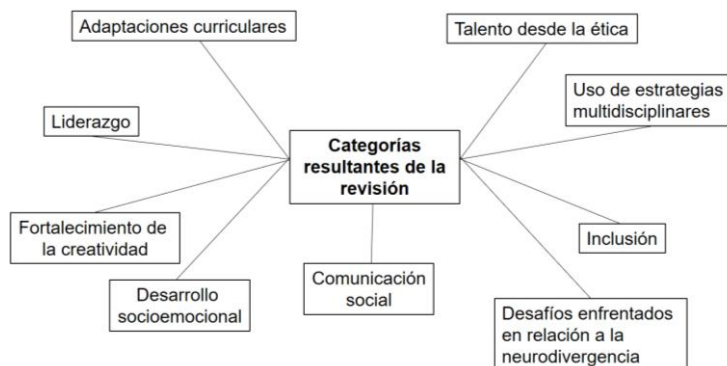 Adaptaciones curriculares
Talento desde la ética
Uso de estrategias
multidisciplinares
Liderazgo
Categorías
resultantes de la
revisión
Fortalecimiento de
la creatividad
Inclusión
Desarrollo
socioemocional
Comunicación
social
Desafíos enfrentados
en relación a la
neurodivergencia